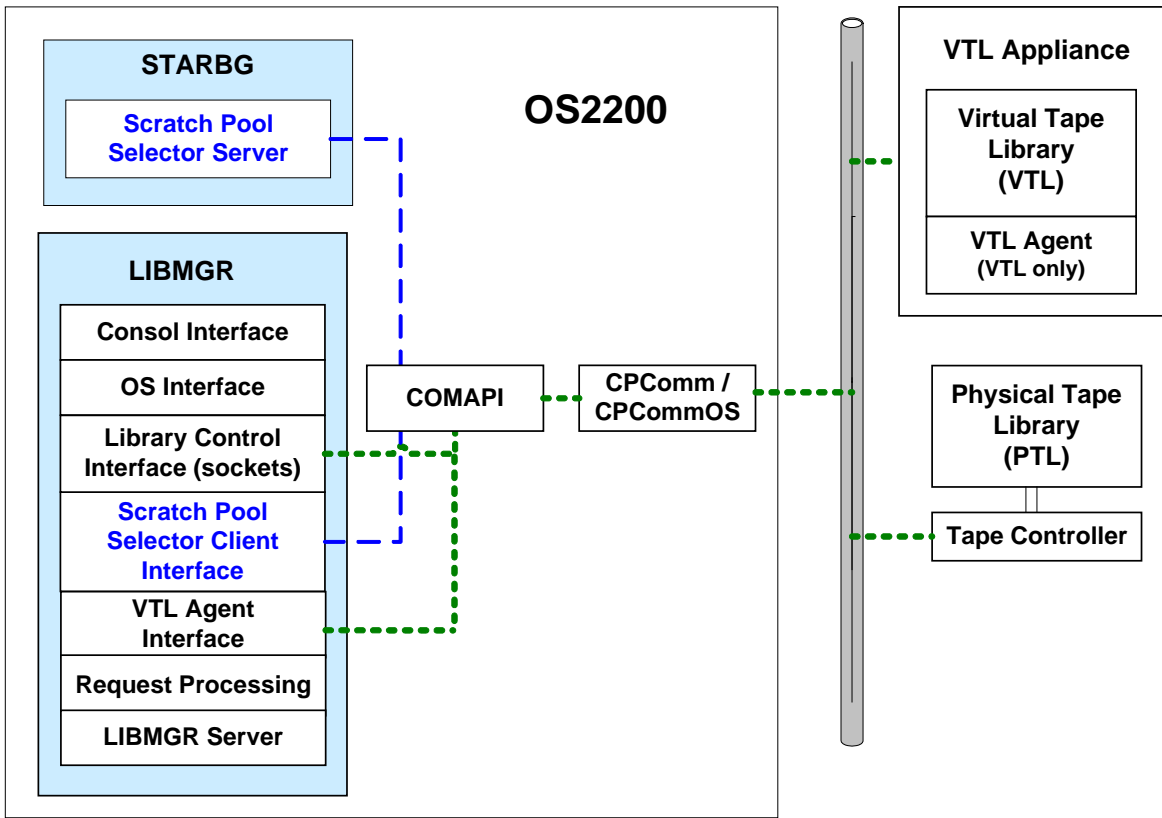 STARBG
Scratch Pool
Selector Server
OS2200
LIBMGR
Consol Interface
OS Interface
Library Control
Interface (sockets)
Scratch Pool
Selector Client
Interface
VTL Agent
Interface
Request Processing
LIBMGR Server
COMAPI
CPComm /
CPCommOS
VTL Appliance
Virtual Tape
Library
(VTL)
VTL Agent
(VTL only)
Physical Tape
Library
(PTL)
Tape Controller